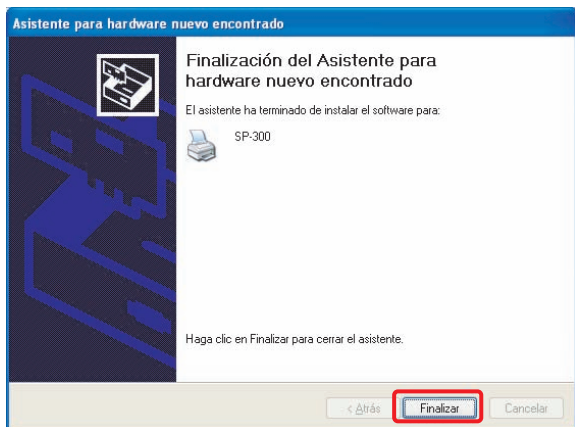 Asistente para hardware nuevo encontrado
Finalización del Asistente para
hardware nuevo encontrado
El asistente ha terminado de instalar el software para:
SP-300
Haga clic en Finalizar para cerrar el asistente.
< Atrás Finalizar Cancelar